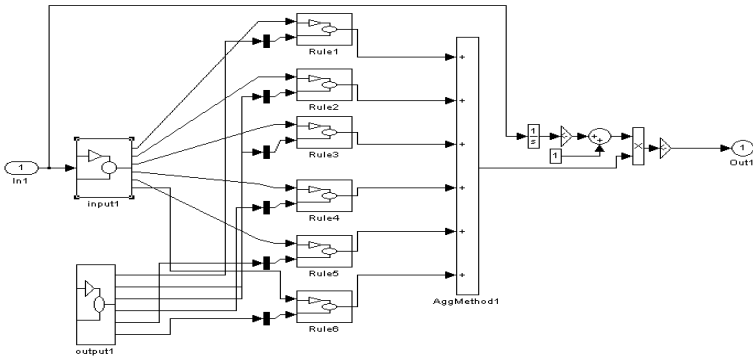 Rule1
Rule2
Rule3
Rule4
Rule5
Rule6
1
In1
input1
output1
+
+
+
+
+
+
AggMethod1
1
s
1
+
+
X
1
Out1